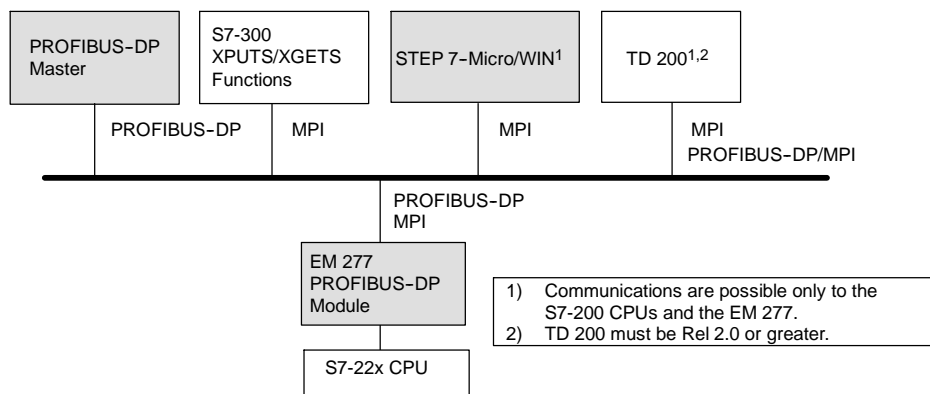 PROFIBUS-DP
Master
S7-300
XPUTS/XGETS
Functions
STEP 7-Micro/WIN¹
TD 200¹,²
PROFIBUS-DP
MPI
MPI
MPI
PROFIBUS-DP/MPI
PROFIBUS-DP
MPI
EM 277
PROFIBUS-DP
Module
S7-22x CPU
1) Communications are possible only to the
S7-200 CPUs and the EM 277.
2) TD 200 must be Rel 2.0 or greater.